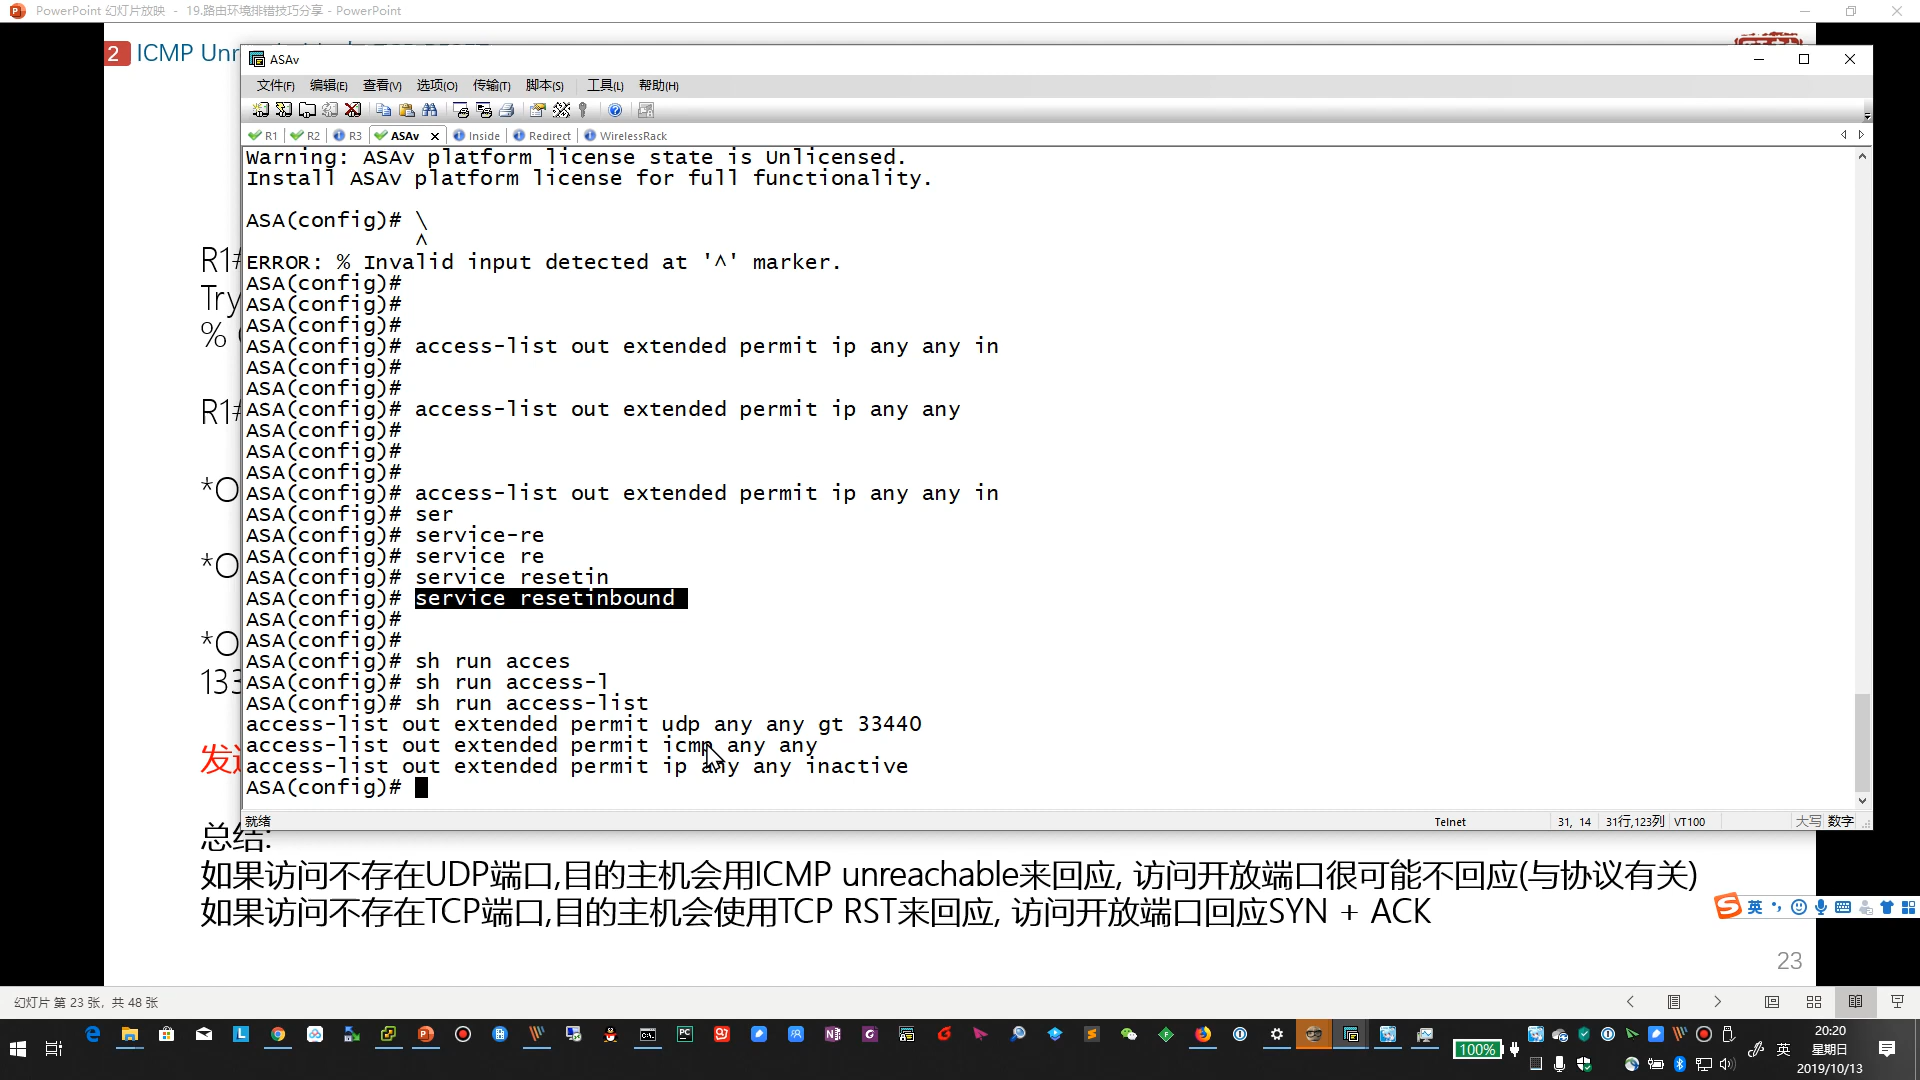 PowerPoint 幻灯片放映 - 19.路由环境排错技巧分享 - PowerPoint
2 ICMP Unr
ASAv
文件(F) 编辑(E) 查看(V) 选项(O) 传输(T) 脚本(S) 工具(L) 帮助(H)
R1 R2 R3 ASAv Inside Redirect WirelessRack
Warning: ASAv platform license state is Unlicensed.
Install ASAv platform license for full functionality.
ASA(config)# \
^
ERROR: % Invalid input detected at '^' marker.
ASA(config)#
ASA(config)#
ASA(config)#
ASA(config)# access-list out extended permit ip any any in
ASA(config)#
ASA(config)#
ASA(config)# access-list out extended permit ip any any
ASA(config)#
ASA(config)#
ASA(config)#
ASA(config)# access-list out extended permit ip any any in
ASA(config)# ser
ASA(config)# service-re
ASA(config)# service re
ASA(config)# service resetin
ASA(config)# service resetinbound
ASA(config)#
ASA(config)#
ASA(config)# sh run acces
ASA(config)# sh run access-l
ASA(config)# sh run access-list
access-list out extended permit udp any any gt 33440
access-list out extended permit icmp any any
access-list out extended permit ip any any inactive
ASA(config)#
R1#
Try
%
R1#
*O
*O
*O
133
发送
就绪 Telnet 31, 14 31行,123列 VT100 大写 数字
总结:
如果访问不存在UDP端口,目的主机会用ICMP unreachable来回应, 访问开放端口很可能不回应(与协议有关)
如果访问不存在TCP端口,目的主机会使用TCP RST来回应, 访问开放端口回应SYN + ACK
英
23
幻灯片 第 23 张，共 48 张
100%
英
20:20
星期日
2019/10/13